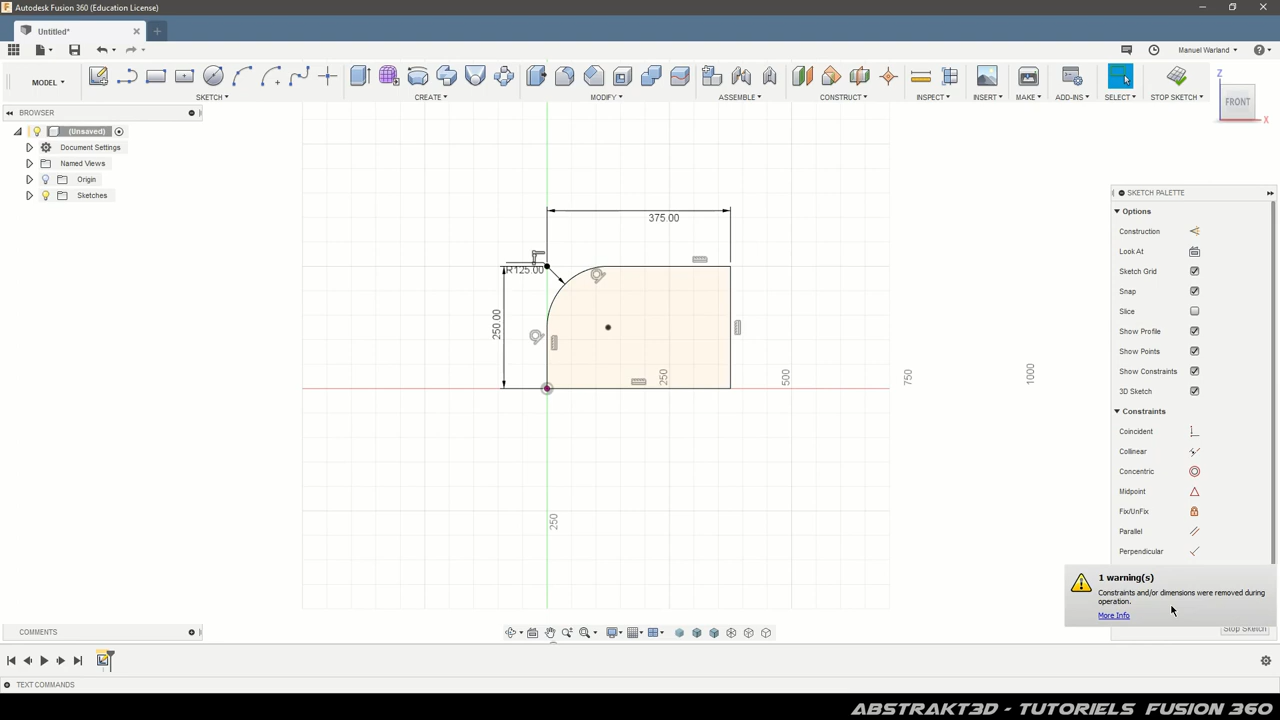 Autodesk Fusion 360 (Education License)
Untitled*
Manuel Warland
MODEL
SKETCH
CREATE
MODIFY
ASSEMBLE
CONSTRUCT
INSPECT
INSERT
MAKE
ADD-INS
SELECT
STOP SKETCH
Z
FRONT
X
BROWSER
(Unsaved)
Document Settings
Named Views
Origin
Sketches
375.00
R125.00
250.00
250
500
750
1000
250
SKETCH PALETTE
Options
Construction
Look At
Sketch Grid
Snap
Slice
Show Profile
Show Points
Show Constraints
3D Sketch
Constraints
Coincident
Collinear
Concentric
Midpoint
Fix/UnFix
Parallel
Perpendicular
1 warning(s)
Constraints and/or dimensions were removed during
operation.
More Info
Stop Sketch
COMMENTS
TEXT COMMANDS
ABSTRAKT3D - TUTORIELS FUSION 360